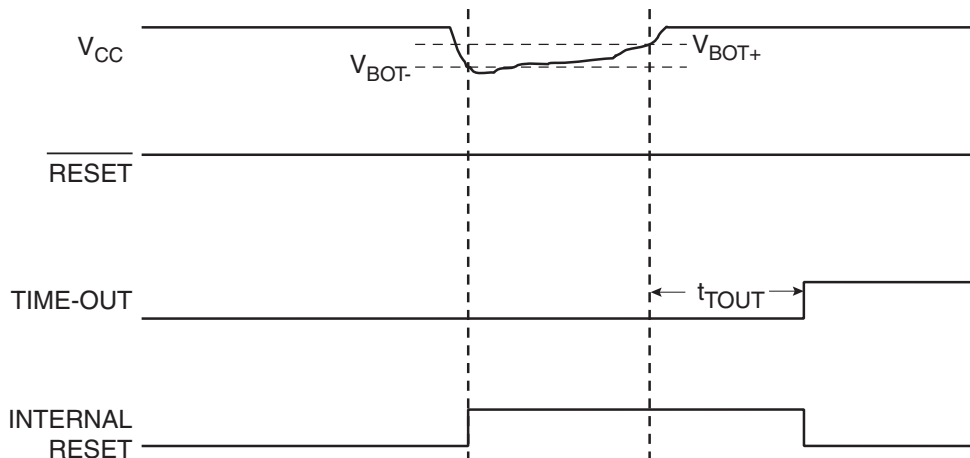 VCC
VBOT-
VBOT+
RESET
TIME-OUT
tTOUT
INTERNAL
RESET